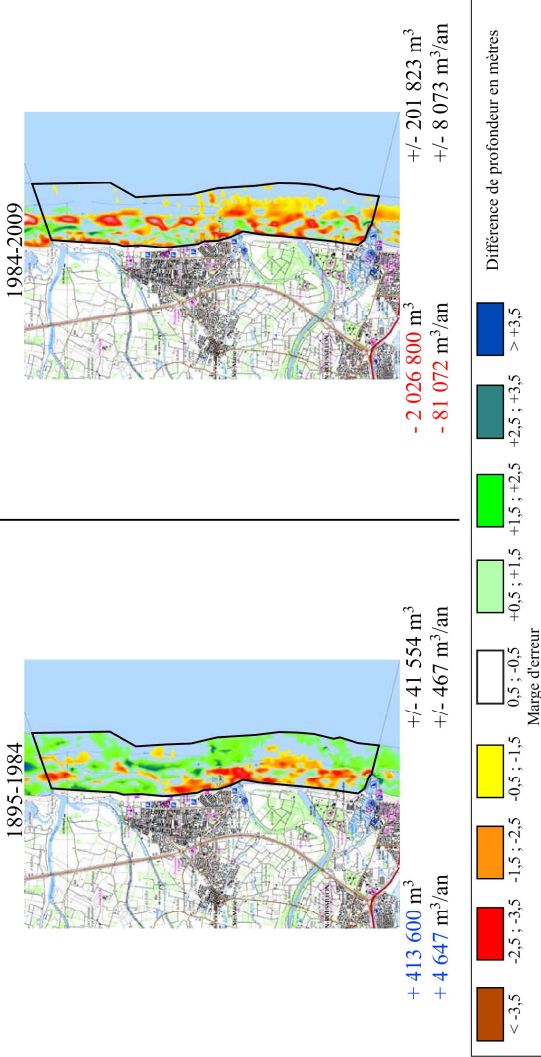 1895-1984
+ 413 600 m³
+ 4 647 m³/an
+/- 41 554 m³
+/- 467 m³/an
1984-2009
- 2 026 800 m³
- 81 072 m³/an
+/- 201 823 m³
+/- 8 073 m³/an
< -3,5
-2,5 ; -3,5
-1,5 ; -2,5
-0,5 ; -1,5
0,5 ; -0,5
+0,5 ; +1,5
+1,5 ; +2,5
+2,5 ; +3,5
> +3,5
Marge d'erreur
Différence de profondeur en mètres